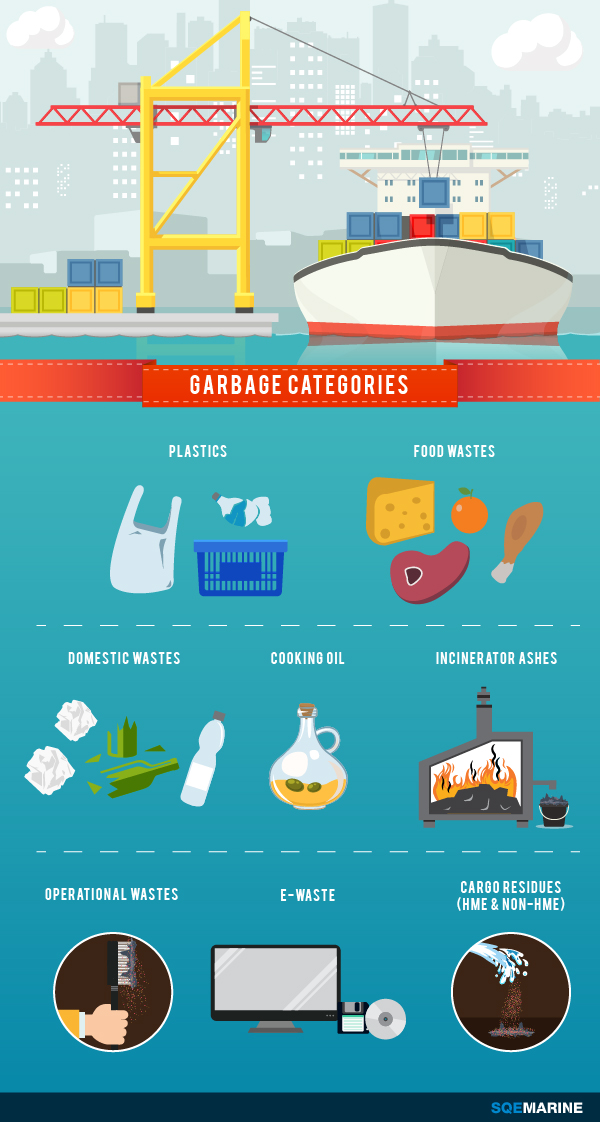 GARBAGE CATEGORIES
PLASTICS
FOOD WASTES
DOMESTIC WASTES
COOKING OIL
INCINERATOR ASHES
OPERATIONAL WASTES
E-WASTE
CARGO RESIDUES
(HME & NON-HME)
SQEMARINE